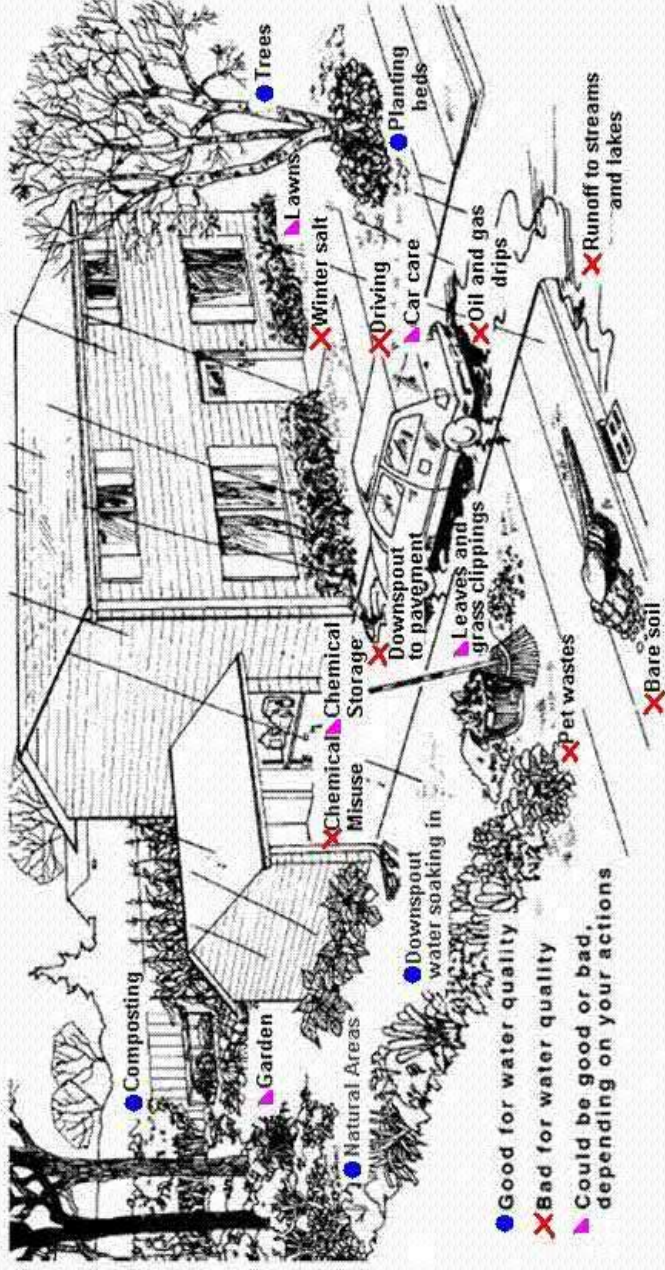 Composting
Trees
Garden
Lawns
Natural Areas
Chemical
Misuse
Chemical
Storage
Winter salt
Driving
Downspout
to pavement
Car care
Planting
beds
Downspout
water soaking in
Leaves and
grass clippings
Oil and gas
drips
Pet wastes
Runoff to streams
and lakes
Bare soil
Good for water quality
Bad for water quality
Could be good or bad,
depending on your actions